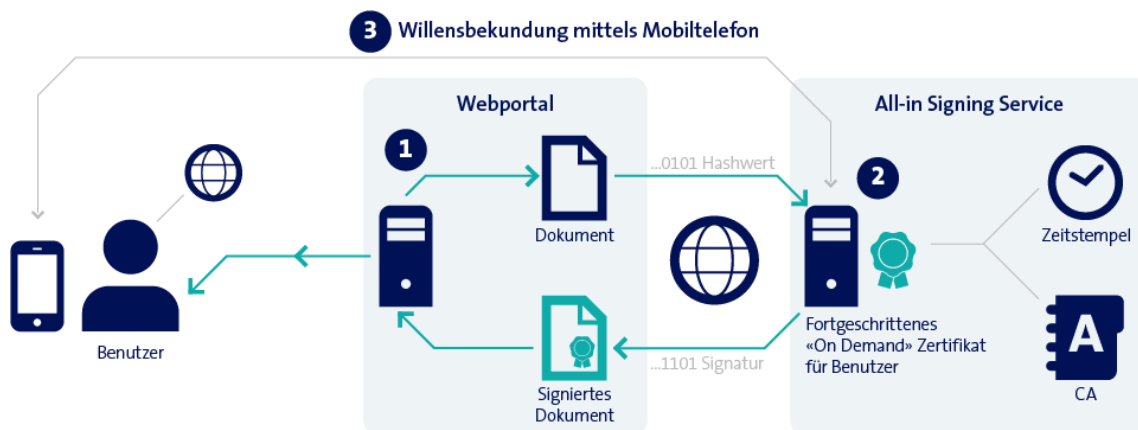 3 Willensbekundung mittels Mobiltelefon
Webportal
All-in Signing Service
1
...0101 Hashwert
2
Dokument
Zeitstempel
Benutzer
Fortgeschrittenes
«On Demand» Zertifikat
für Benutzer
...1101 Signatur
A
Signiertes
Dokument
CA